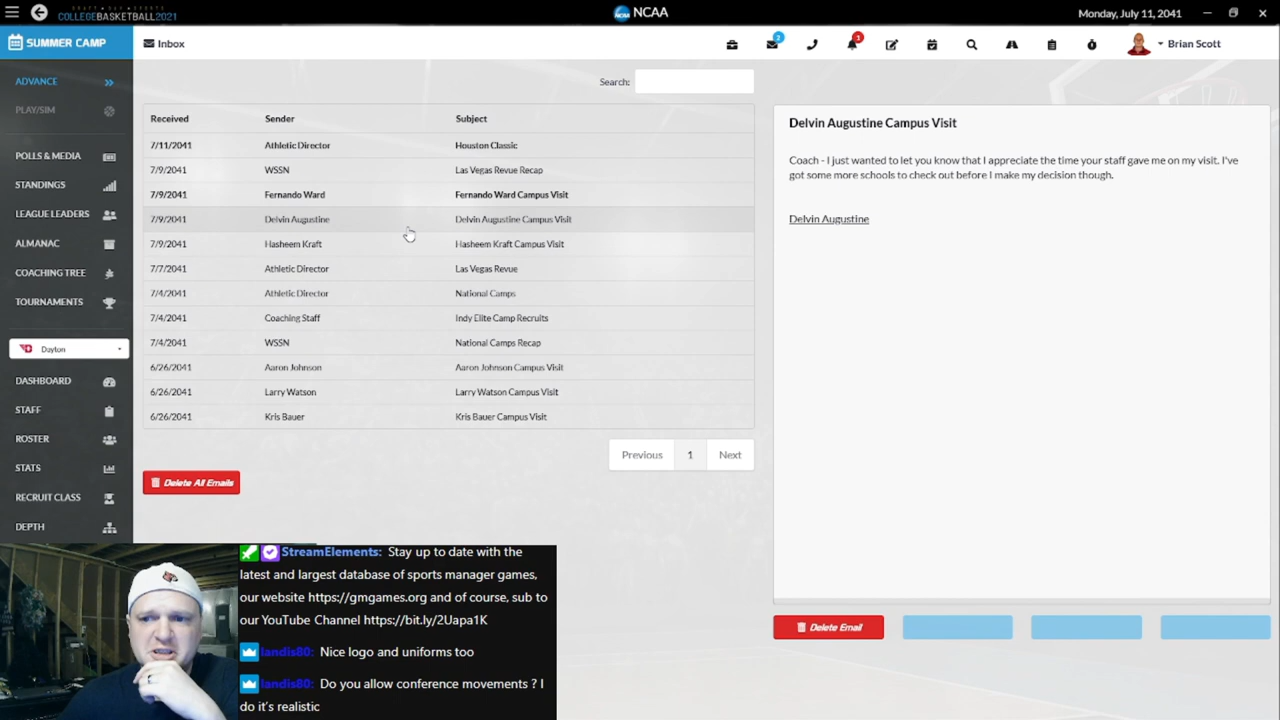 DRAFT DAY SPORTS
COLLEGE BASKETBALL 2021
NCAA
Monday, July 11, 2041
SUMMER CAMP
Inbox
2
1
Brian Scott
ADVANCE
PLAY/SIM
POLLS & MEDIA
STANDINGS
LEAGUE LEADERS
ALMANAC
COACHING TREE
TOURNAMENTS
Dayton
DASHBOARD
STAFF
ROSTER
STATS
RECRUIT CLASS
DEPTH
Search:
Received Sender Subject
7/11/2041 Athletic Director Houston Classic
7/9/2041 WSSN Las Vegas Revue Recap
7/9/2041 Fernando Ward Fernando Ward Campus Visit
7/9/2041 Delvin Augustine Delvin Augustine Campus Visit
7/9/2041 Hasheem Kraft Hasheem Kraft Campus Visit
7/7/2041 Athletic Director Las Vegas Revue
7/4/2041 Athletic Director National Camps
7/4/2041 Coaching Staff Indy Elite Camp Recruits
7/4/2041 WSSN National Camps Recap
6/26/2041 Aaron Johnson Aaron Johnson Campus Visit
6/26/2041 Larry Watson Larry Watson Campus Visit
6/26/2041 Kris Bauer Kris Bauer Campus Visit
Previous 1 Next
Delete All Emails
Delvin Augustine Campus Visit
Coach - I just wanted to let you know that I appreciate the time your staff gave me on my visit. I've
got some more schools to check out before I make my decision though.
Delvin Augustine
Delete Email
StreamElements: Stay up to date with the
latest and largest database of sports manager games,
our website https://gmgames.org and of course, sub to
our YouTube Channel https://bit.ly/2Uapa1K
landis80: Nice logo and uniforms too
landis80: Do you allow conference movements ? I
do it's realistic